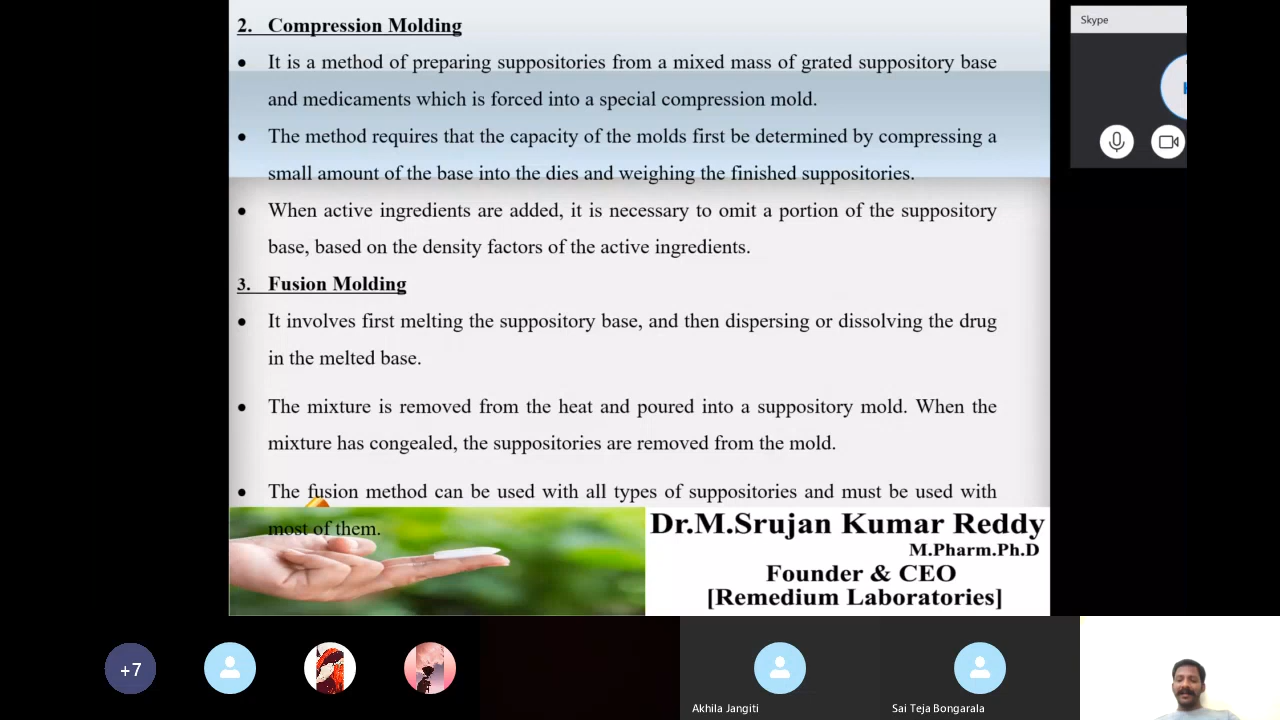 2. Compression Molding
• It is a method of preparing suppositories from a mixed mass of grated suppository base
and medicaments which is forced into a special compression mold.
• The method requires that the capacity of the molds first be determined by compressing a
small amount of the base into the dies and weighing the finished suppositories.
• When active ingredients are added, it is necessary to omit a portion of the suppository
base, based on the density factors of the active ingredients.
3. Fusion Molding
• It involves first melting the suppository base, and then dispersing or dissolving the drug
in the melted base.
• The mixture is removed from the heat and poured into a suppository mold. When the
mixture has congealed, the suppositories are removed from the mold.
• The fusion method can be used with all types of suppositories and must be used with
most of them.
Dr.M.Srujan Kumar Reddy
M.Pharm.Ph.D
Founder & CEO
[Remedium Laboratories]
Skype
+7
Akhila Jangiti
Sai Teja Bongarala